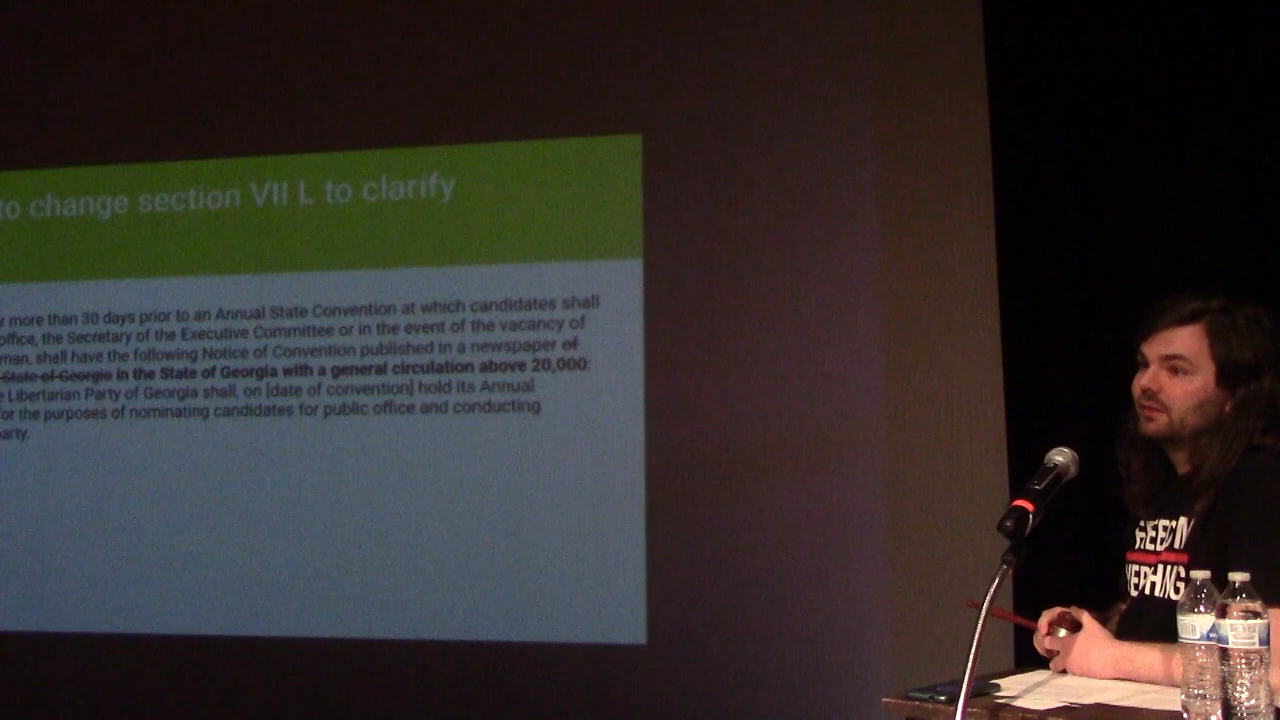 to change section VII L to clarify
r more than 30 days prior to an Annual State Convention at which candidates shall
office, the Secretary of the Executive Committee or in the event of the vacancy of
man, shall have the following Notice of Convention published in a newspaper of
State of Georgia in the State of Georgia with a general circulation above 20,000:
e Libertarian Party of Georgia shall, on [date of convention] hold its Annual
for the purposes of nominating candidates for public office and conducting
party.